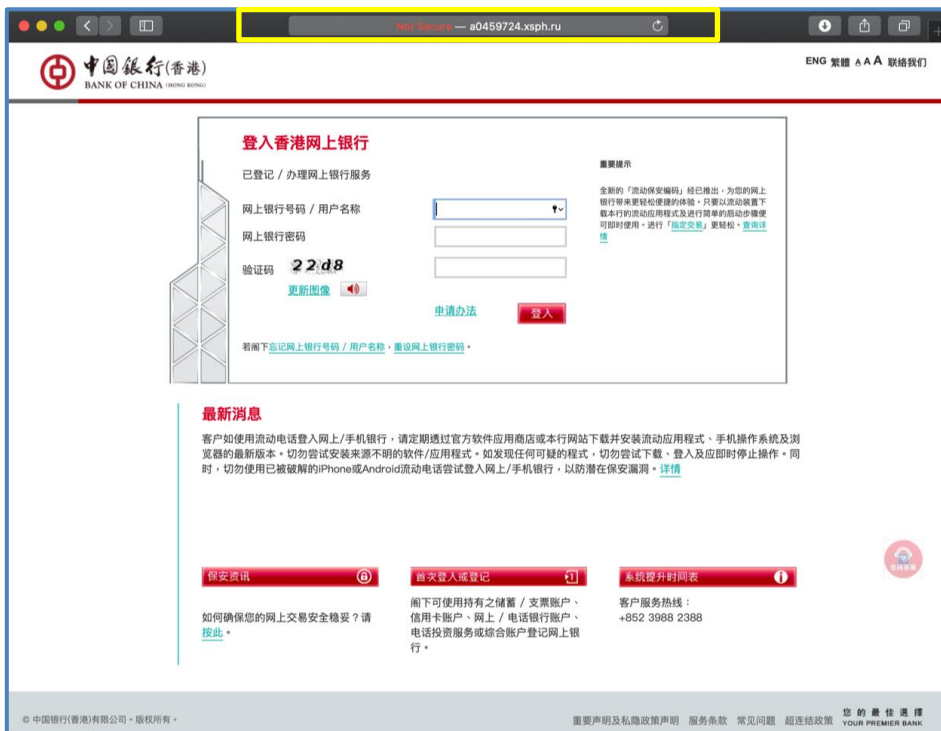 Not Secure — a0459724.xsph.ru
中國銀行(香港)
BANK OF CHINA (HONG KONG)
ENG 繁體 A A A 联络我们
登入香港网上银行
已登记 / 办理网上银行服务
网上银行号码 / 用户名称
网上银行密码
验证码 22d8
更新图像
申请办法
登入
若阁下忘记网上银行号码 / 用户名称，重设网上银行密码。
重要提示
全新的「流动保安编码」经已推出，为您的网上
银行带来更轻松便捷的体验。只要以流动装置下
载本行的流动应用程式及进行简单的启动步骤便
可即时使用。进行「指定交易」更轻松。查询详
情
最新消息
客户如使用流动电话登入网上/手机银行，请定期透过官方软件应用商店或本行网站下载并安装流动应用程式、手机操作系统及浏
览器的最新版本。切勿尝试安装来源不明的软件/应用程式。如发现任何可疑的程式，切勿尝试下载、登入及应即时停止操作。同
时，切勿使用已被破解的iPhone或Android流动电话尝试登入网上/手机银行，以防潜在保安漏洞。详情
保安资讯
如何确保您的网上交易安全稳妥？请
按此。
首次登入或登记
阁下可使用持有之储蓄 / 支票账户、
信用卡账户、网上 / 电话银行账户、
电话投资服务或综合账户登记网上银
行。
系统提升时间表
客户服务热线：
+852 3988 2388
在线客服
© 中国银行(香港)有限公司。版权所有。
重要声明及私隐政策声明 服务条款 常见问题 超连结政策
您的最佳選擇
YOUR PREMIER BANK